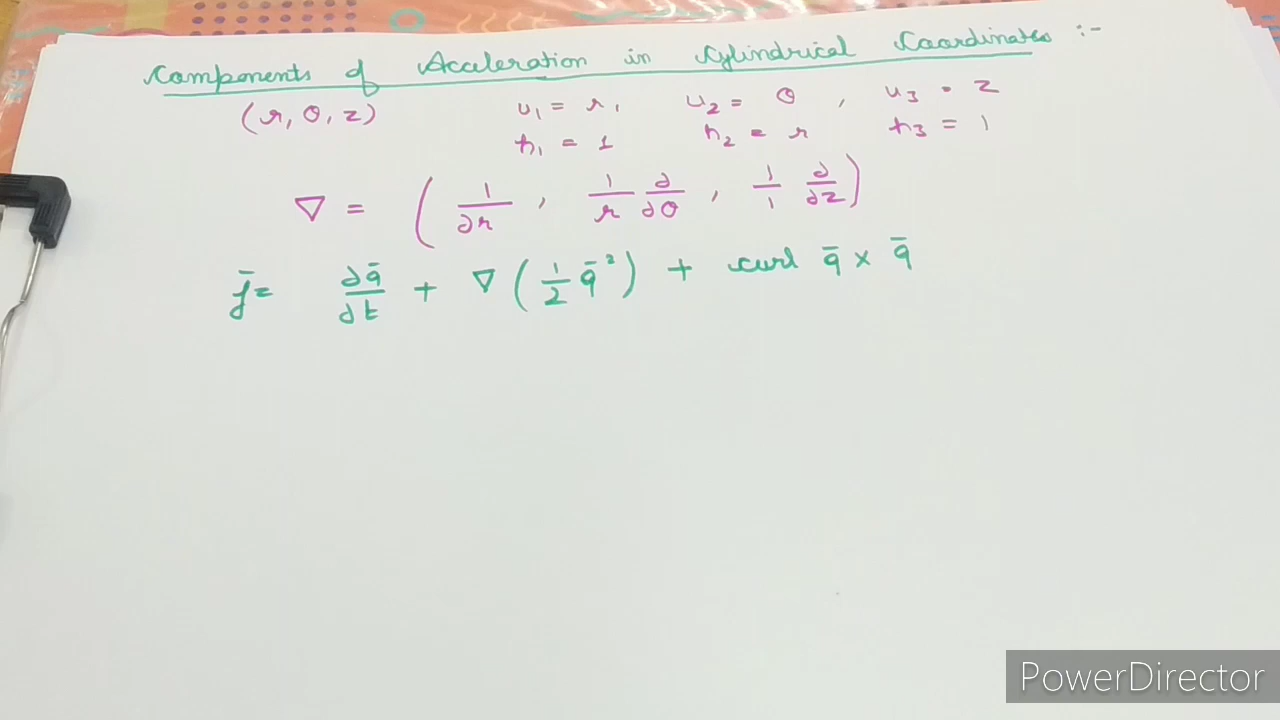 Components of Acceleration in Cylindrical Coordinates :-
(r, θ, z) u₁ = r, u₂ = θ, u₃ = z
h₁ = 1 h₂ = r h₃ = 1
∇ = ( 1/∂r , 1/r ∂/∂θ , 1/1 ∂/∂z )
f̄ = ∂q̄/∂t + ∇ ( 1/2 q̄² ) + curl q̄ × q̄
PowerDirector